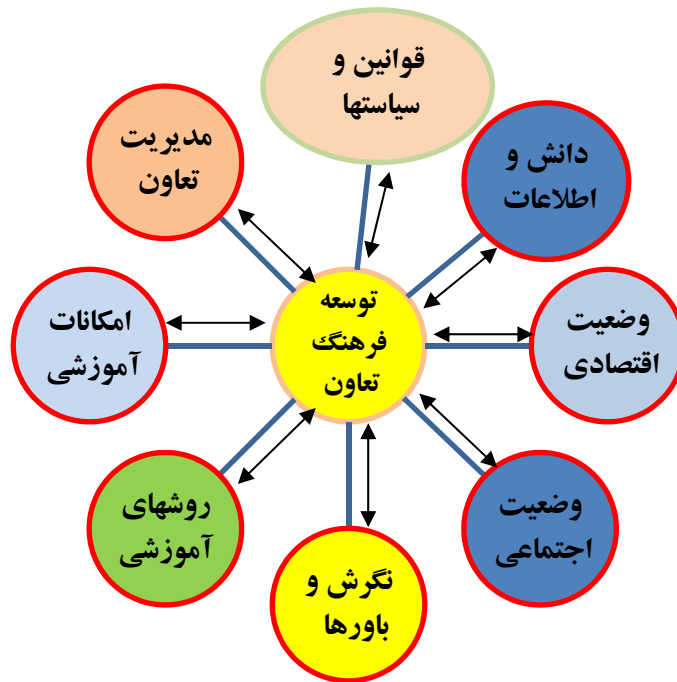 قوانین و
سیاستها
دانش و
اطلاعات
وضعیت
اقتصادی
وضعیت
اجتماعی
نگرش و
باورها
روشهای
آموزشی
امکانات
آموزشی
مدیریت
تعاون
توسعه
فرهنگ
تعاون